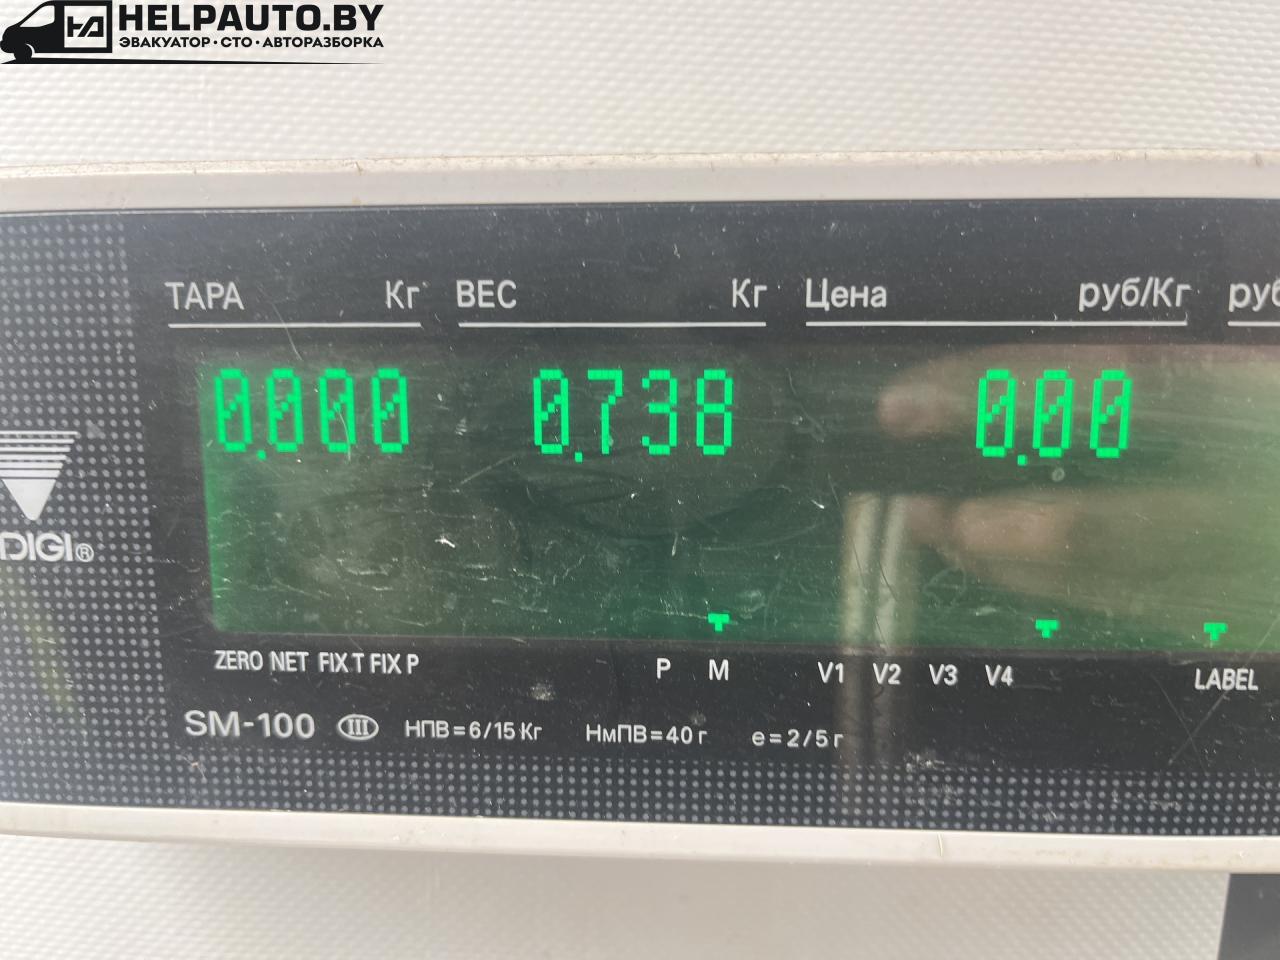 HELPAUTO.BY
ЭВАКУАТОР · СТО · АВТОРАЗБОРКА
ТАРА Кг ВЕС Кг Цена руб/Кг руб
0.000 0.738 0.00
DIGI®
ZERO NET FIX T FIX P P M V1 V2 V3 V4 LABEL
SM-100 III НПВ=6/15 Кг НмПВ=40 г e=2/5 г